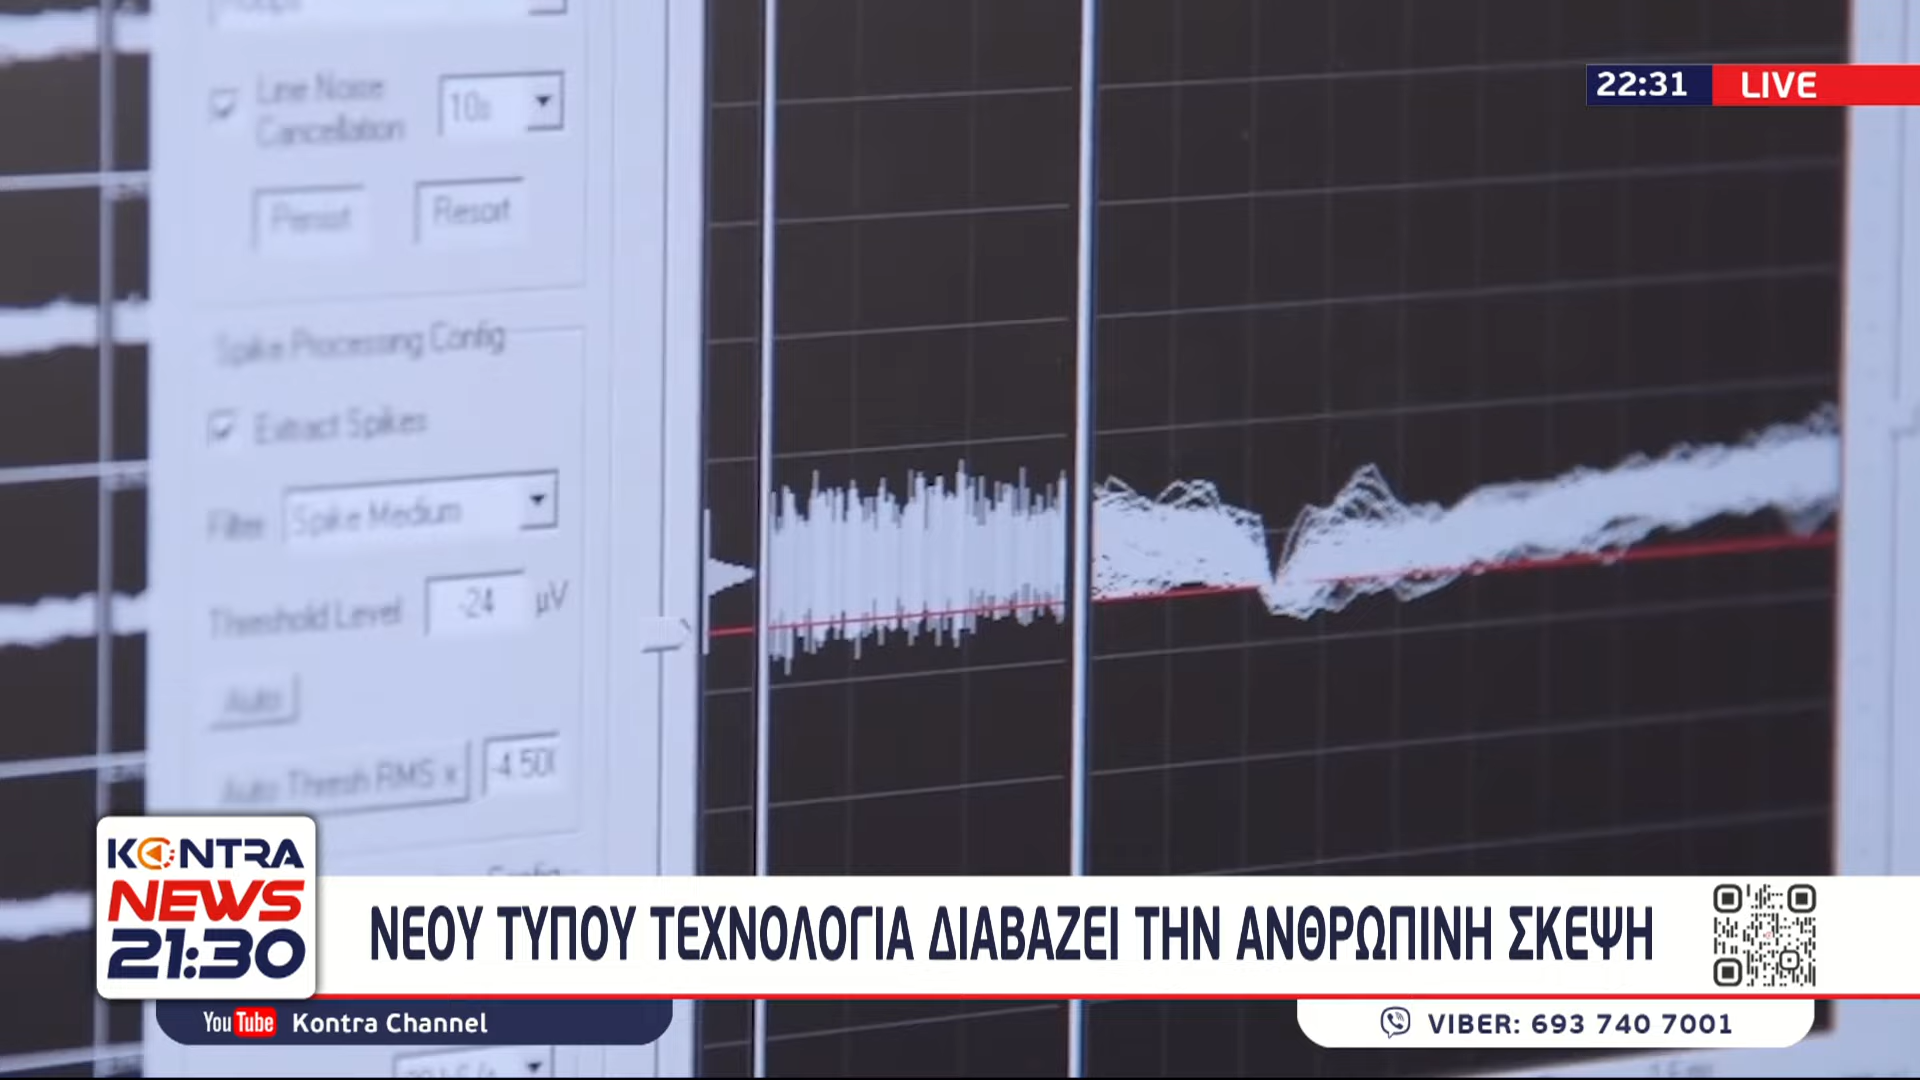 22:31 LIVE
Line Noise
Cancellation
10s
Persist
Resort
Spike Processing Config
Extract Spikes
Filter Spike Medium
Threshold Level -24 µV
Auto
Auto Thresh RMS x -4.50
Config
KONTRA
NEWS
21:30
ΝΕΟΥ ΤΥΠΟΥ ΤΕΧΝΟΛΟΓΙΑ ΔΙΑΒΑΖΕΙ ΤΗΝ ΑΝΘΡΩΠΙΝΗ ΣΚΕΨΗ
YouTube Kontra Channel
VIBER: 693 740 7001